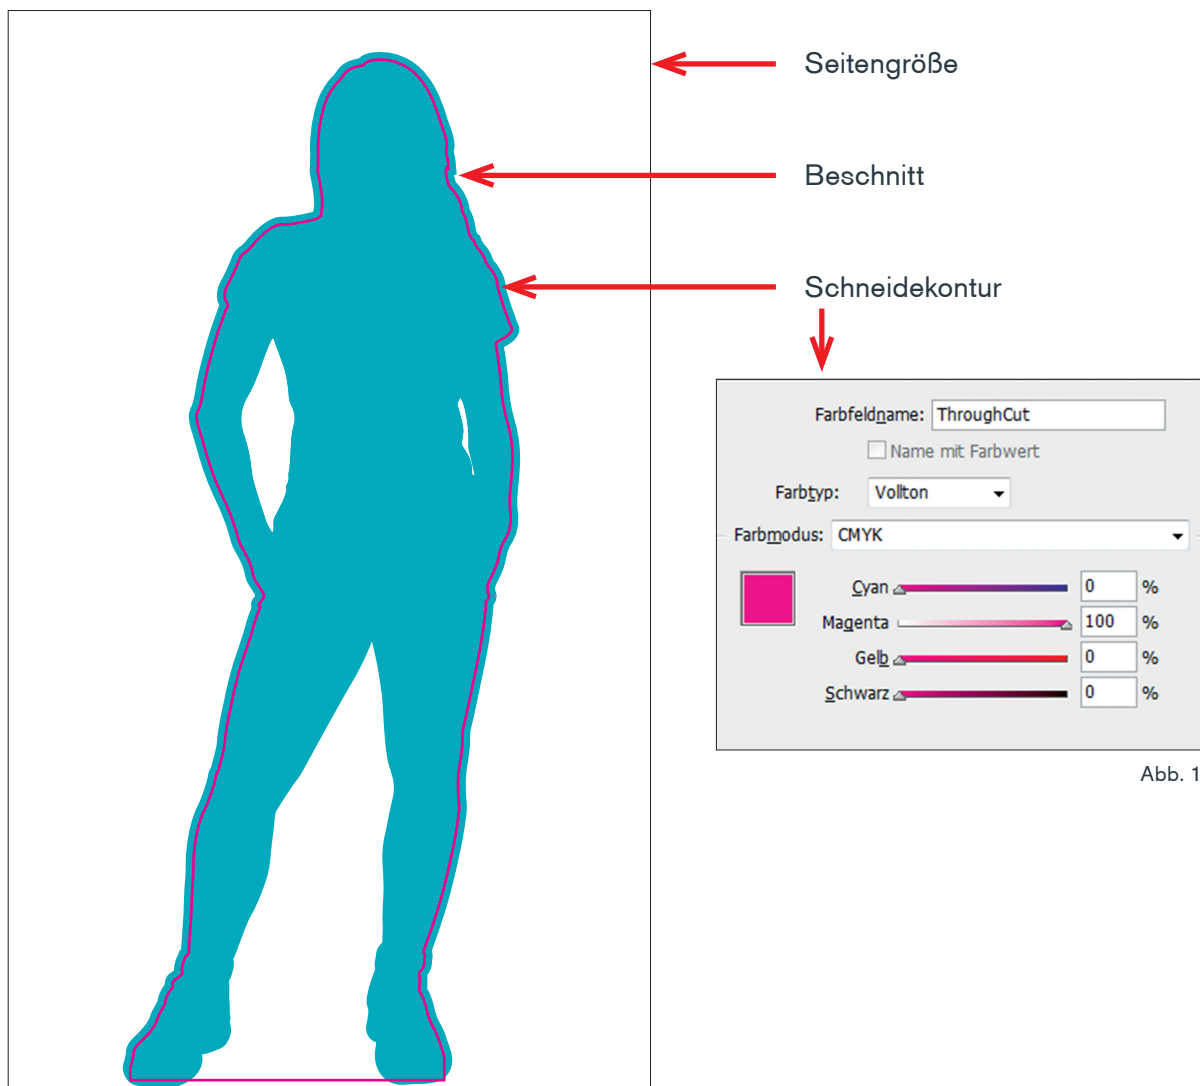 Seitengröße
Beschnitt
Schneidekontur
Farbfeldname: ThroughCut
Name mit Farbwert
Farbtyp: Vollton
Farbmodus: CMYK
Cyan 0 %
Magenta 100 %
Gelb 0 %
Schwarz 0 %
Abb. 1